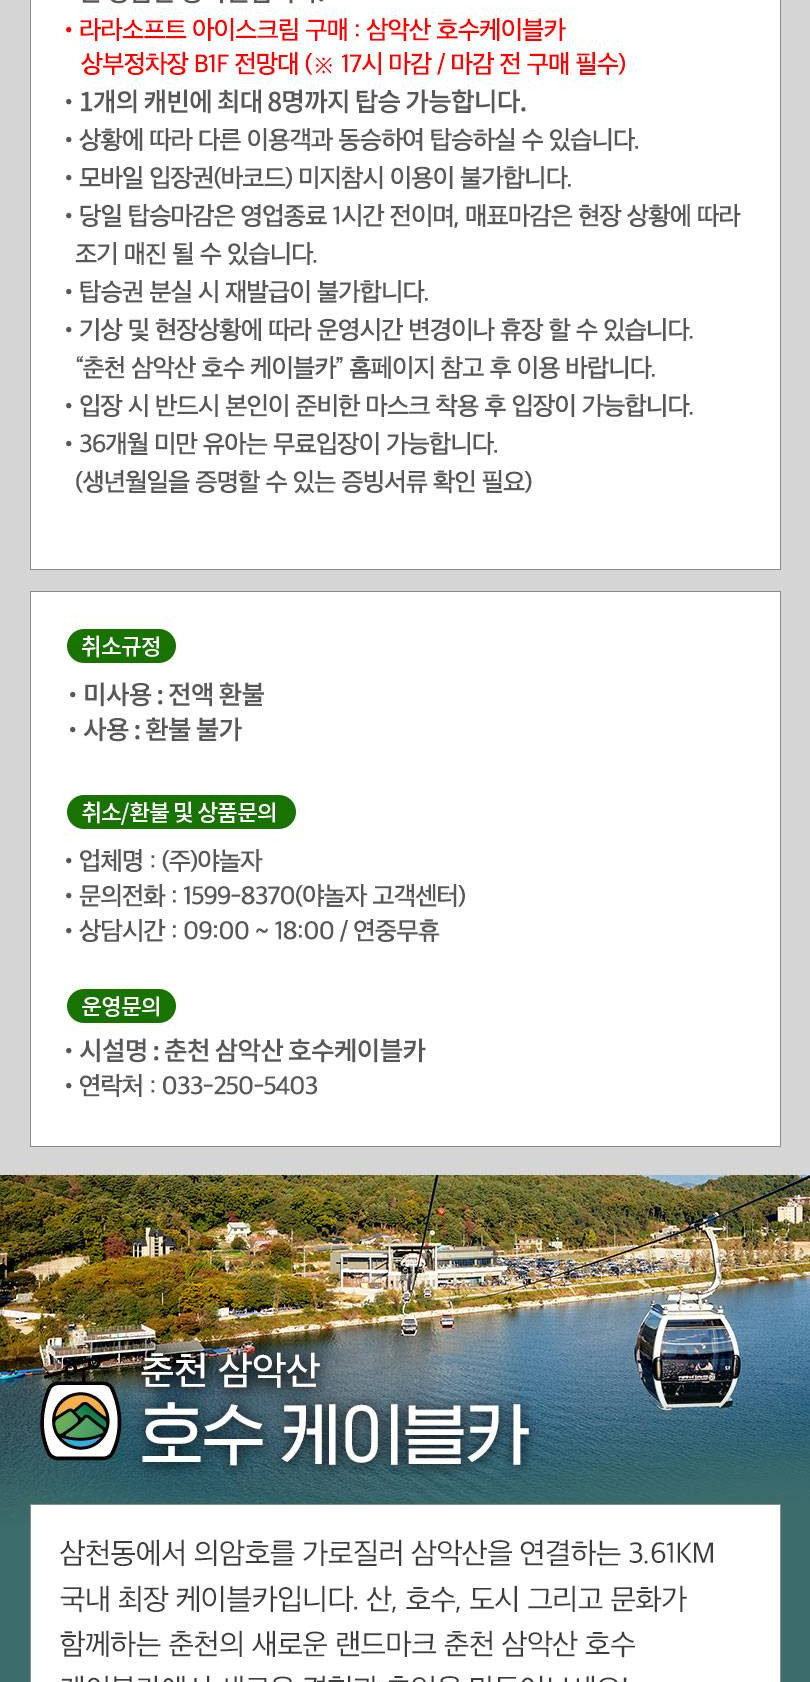 • 라라소프트 아이스크림 구매 : 삼악산 호수케이블카
상부정차장 B1F 전망대 (※ 17시 마감 / 마감 전 구매 필수)
• 1개의 캐빈에 최대 8명까지 탑승 가능합니다.
• 상황에 따라 다른 이용객과 동승하여 탑승하실 수 있습니다.
• 모바일 입장권(바코드) 미지참시 이용이 불가합니다.
• 당일 탑승마감은 영업종료 1시간 전이며, 매표마감은 현장 상황에 따라
조기 매진 될 수 있습니다.
• 탑승권 분실 시 재발급이 불가합니다.
• 기상 및 현장상황에 따라 운영시간 변경이나 휴장 할 수 있습니다.
“춘천 삼악산 호수 케이블카” 홈페이지 참고 후 이용 바랍니다.
• 입장 시 반드시 본인이 준비한 마스크 착용 후 입장이 가능합니다.
• 36개월 미만 유아는 무료입장이 가능합니다.
(생년월일을 증명할 수 있는 증빙서류 확인 필요)
취소규정
• 미사용 : 전액 환불
• 사용 : 환불 불가
취소/환불 및 상품문의
• 업체명 : (주)야놀자
• 문의전화 : 1599-8370(야놀자 고객센터)
• 상담시간 : 09:00 ~ 18:00 / 연중무휴
운영문의
• 시설명 : 춘천 삼악산 호수케이블카
• 연락처 : 033-250-5403
춘천 삼악산
호수 케이블카
삼천동에서 의암호를 가로질러 삼악산을 연결하는 3.61KM
국내 최장 케이블카입니다. 산, 호수, 도시 그리고 문화가
함께하는 춘천의 새로운 랜드마크 춘천 삼악산 호수